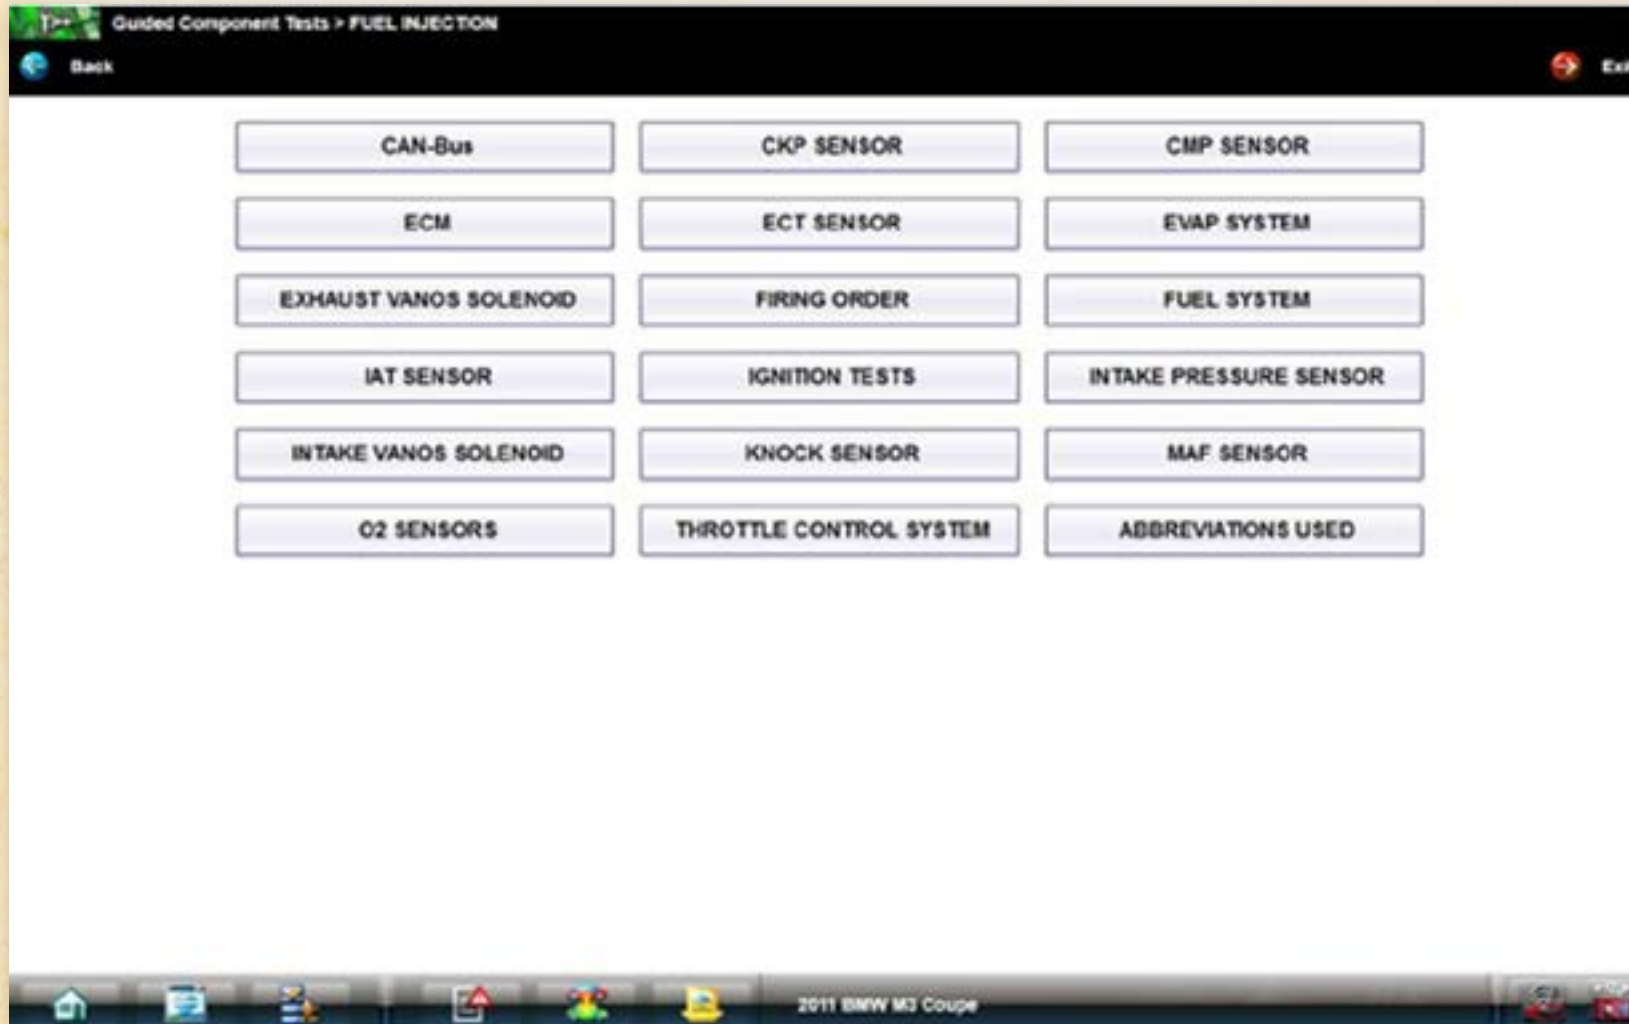 Guided Component Tests > FUEL INJECTION
Back
CAN-Bus CKP SENSOR CMP SENSOR
ECM ECT SENSOR EVAP SYSTEM
EXHAUST VANOS SOLENOID FIRING ORDER FUEL SYSTEM
IAT SENSOR IGNITION TESTS INTAKE PRESSURE SENSOR
INTAKE VANOS SOLENOID KNOCK SENSOR MAF SENSOR
O2 SENSORS THROTTLE CONTROL SYSTEM ABBREVIATIONS USED
2011 BMW M3 Coupe